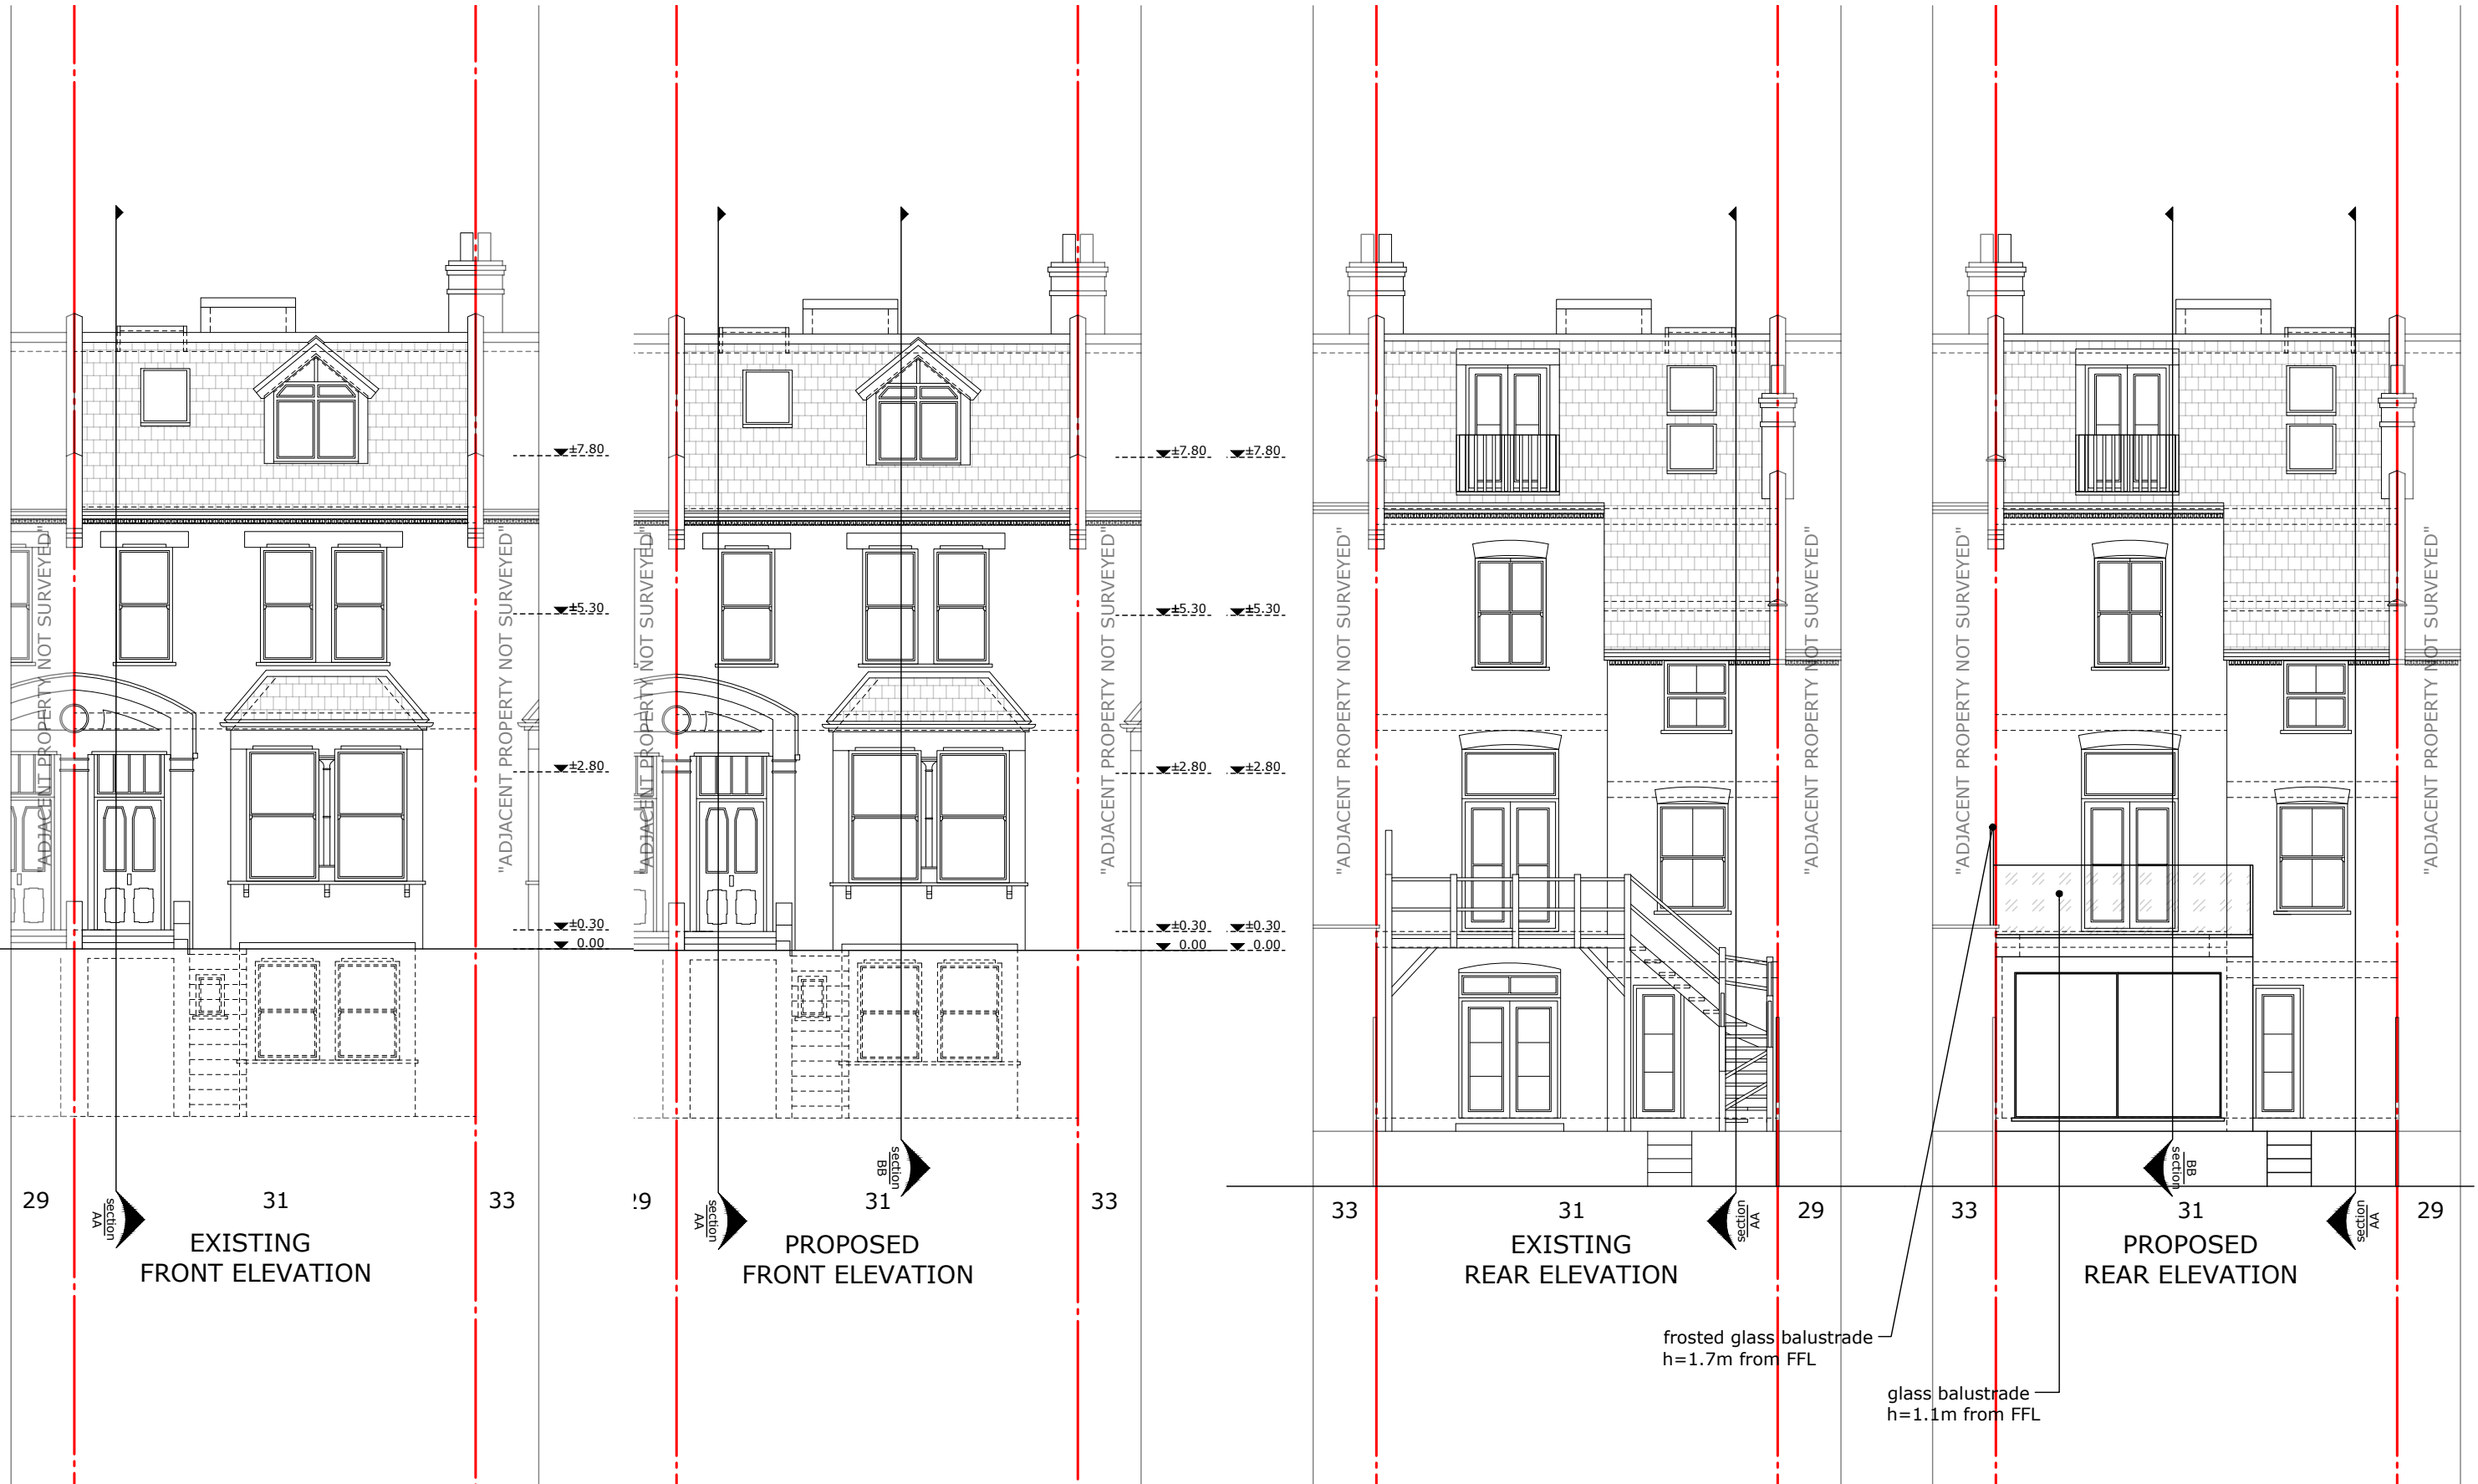 "ADJACENT PROPERTY NOT SURVEYED"
"ADJACENT PROPERTY NOT SURVEYED"
±7.80
±5.30
±2.80
±0.30
0.00
29
section
AA
31
33
EXISTING
FRONT ELEVATION
"ADJACENT PROPERTY NOT SURVEYED"
"ADJACENT PROPERTY NOT SURVEYED"
±7.80
±5.30
±2.80
±0.30
0.00
29
section
AA
section
BB
31
33
PROPOSED
FRONT ELEVATION
±7.80
±5.30
±2.80
±0.30
0.00
"ADJACENT PROPERTY NOT SURVEYED"
"ADJACENT PROPERTY NOT SURVEYED"
33
31
section
AA
29
EXISTING
REAR ELEVATION
"ADJACENT PROPERTY NOT SURVEYED"
"ADJACENT PROPERTY NOT SURVEYED"
33
BB
section
31
section
AA
29
PROPOSED
REAR ELEVATION
frosted glass balustrade
h=1.7m from FFL
glass balustrade
h=1.1m from FFL